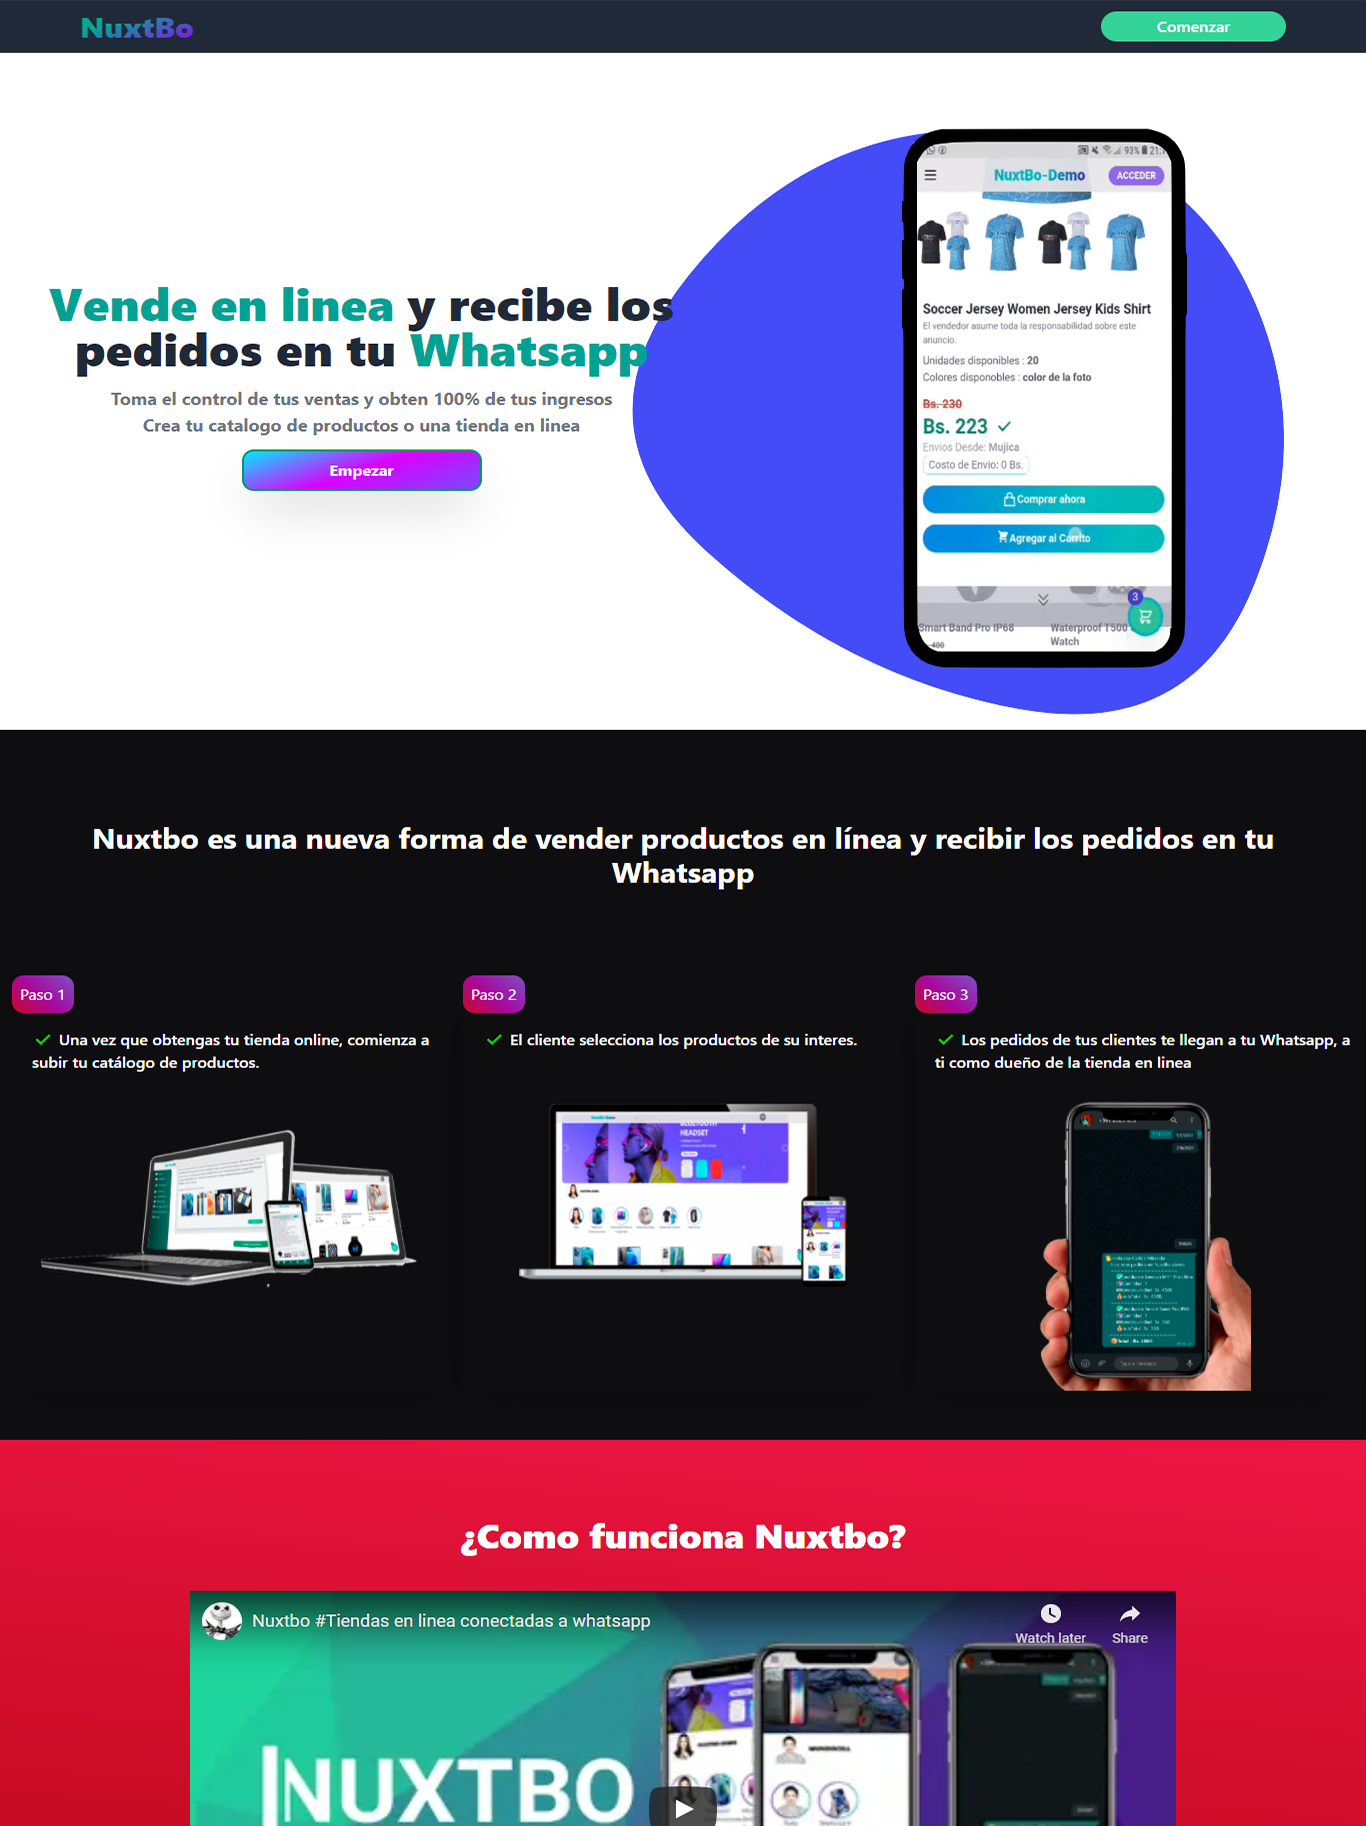 NuxtBo
Comenzar
93% 21:
NuxtBo-Demo
ACCEDER
Soccer Jersey Women Jersey Kids Shirt
El vendedor asume toda la responsabilidad sobre este
anuncio.
Unidades disponibles : 20
Colores disponobles : color de la foto
Bs. 230
Bs. 223
Envios Desde: Mujica
Costo de Envio: 0 Bs.
Comprar ahora
Agregar al Carrito
3
Smart Band Pro IP68
400
Waterproof T500
Watch
Vende en linea y recibe los
pedidos en tu Whatsapp
Toma el control de tus ventas y obten 100% de tus ingresos
Crea tu catalogo de productos o una tienda en linea
Empezar
Nuxtbo es una nueva forma de vender productos en línea y recibir los pedidos en tu
Whatsapp
Paso 1
Una vez que obtengas tu tienda online, comienza a
subir tu catálogo de productos.
Paso 2
El cliente selecciona los productos de su interes.
HEADSET
Paso 3
Los pedidos de tus clientes te llegan a tu Whatsapp, a
ti como dueño de la tienda en linea
TODAY
¿Como funciona Nuxtbo?
Nuxtbo #Tiendas en linea conectadas a whatsapp
Watch later
Share
NUXTBO